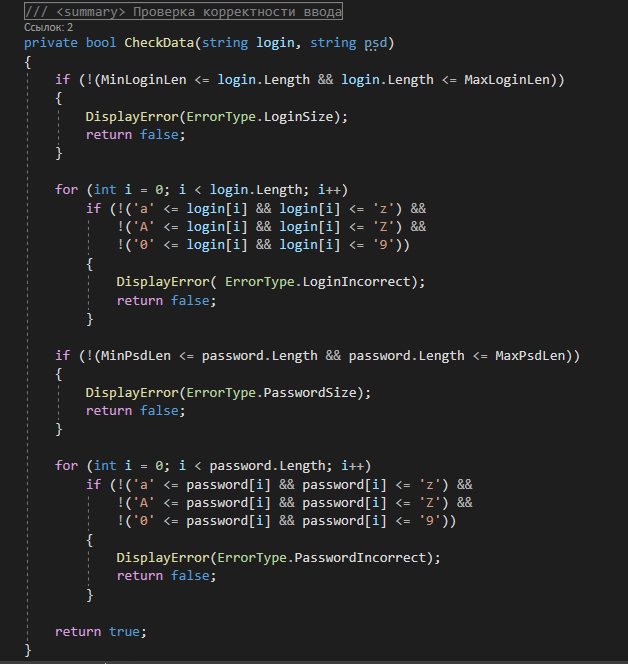 /// <summary> Проверка корректности ввода
Ссылок: 2
private bool CheckData(string login, string psd)
{
    if (!(MinLoginLen <= login.Length && login.Length <= MaxLoginLen))
    {
        DisplayError(ErrorType.LoginSize);
        return false;
    }

    for (int i = 0; i < login.Length; i++)
        if (!('a' <= login[i] && login[i] <= 'z') &&
            !('A' <= login[i] && login[i] <= 'Z') &&
            !('0' <= login[i] && login[i] <= '9'))
        {
            DisplayError( ErrorType.LoginIncorrect);
            return false;
        }

    if (!(MinPsdLen <= password.Length && password.Length <= MaxPsdLen))
    {
        DisplayError(ErrorType.PasswordSize);
        return false;
    }

    for (int i = 0; i < password.Length; i++)
        if (!('a' <= password[i] && password[i] <= 'z') &&
            !('A' <= password[i] && password[i] <= 'Z') &&
            !('0' <= password[i] && password[i] <= '9'))
        {
            DisplayError(ErrorType.PasswordIncorrect);
            return false;
        }

    return true;
}